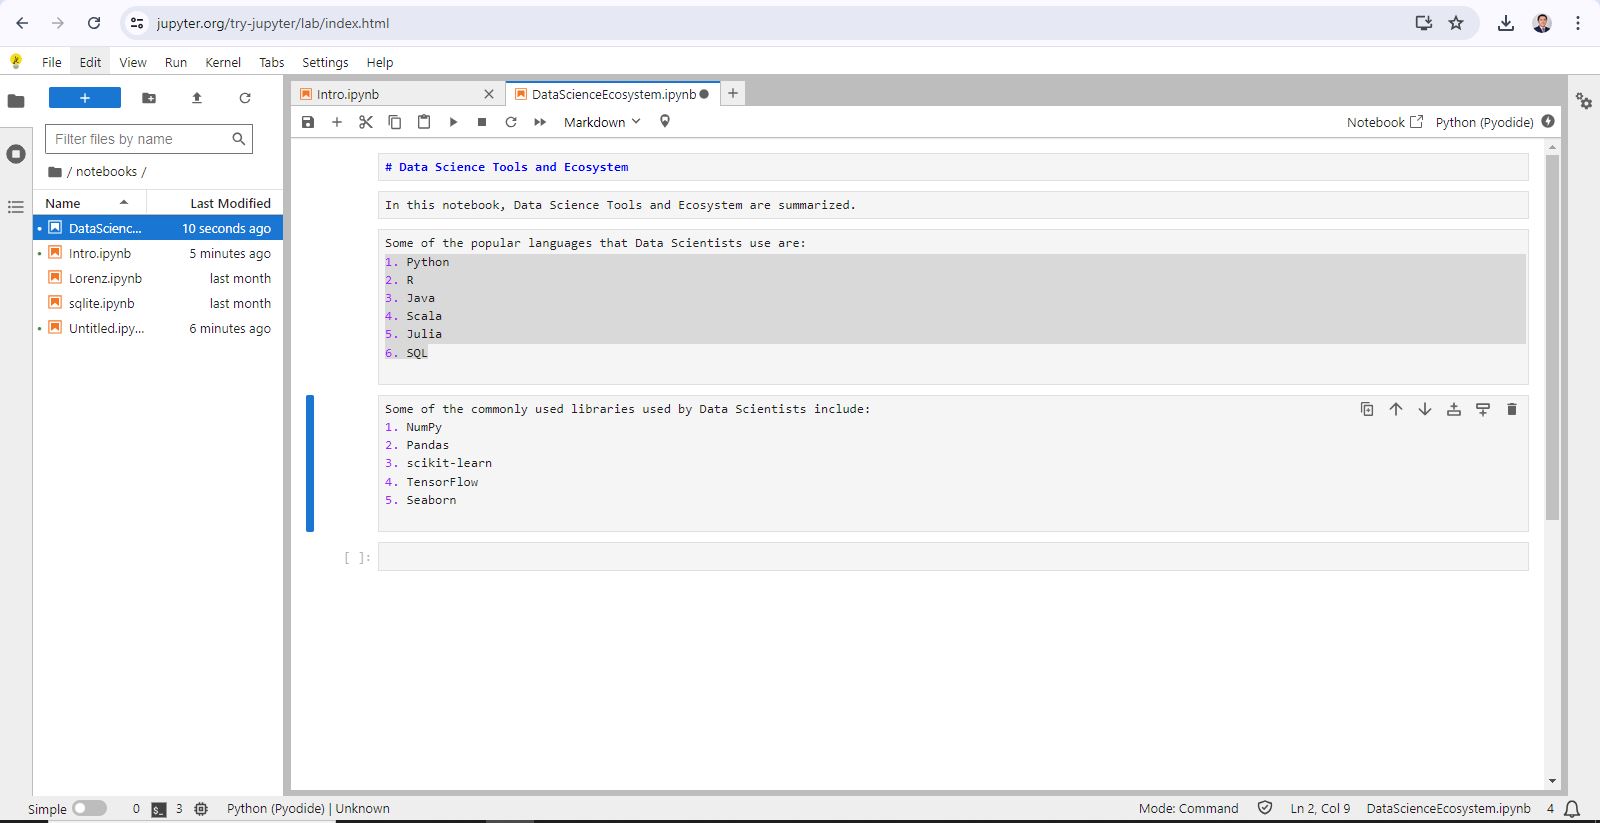 jupyter.org/try-jupyter/lab/index.html
File Edit View Run Kernel Tabs Settings Help
+
Filter files by name
/ notebooks /
Name Last Modified
DataScienc... 10 seconds ago
Intro.ipynb 5 minutes ago
Lorenz.ipynb last month
sqlite.ipynb last month
Untitled.ipy... 6 minutes ago
Intro.ipynb DataScienceEcosystem.ipynb
Markdown Notebook Python (Pyodide)
# Data Science Tools and Ecosystem
In this notebook, Data Science Tools and Ecosystem are summarized.
Some of the popular languages that Data Scientists use are:
1. Python
2. R
3. Java
4. Scala
5. Julia
6. SQL
Some of the commonly used libraries used by Data Scientists include:
1. NumPy
2. Pandas
3. scikit-learn
4. TensorFlow
5. Seaborn
[ ]:
Simple 0 $_ 3 Python (Pyodide) | Unknown Mode: Command Ln 2, Col 9 DataScienceEcosystem.ipynb 4